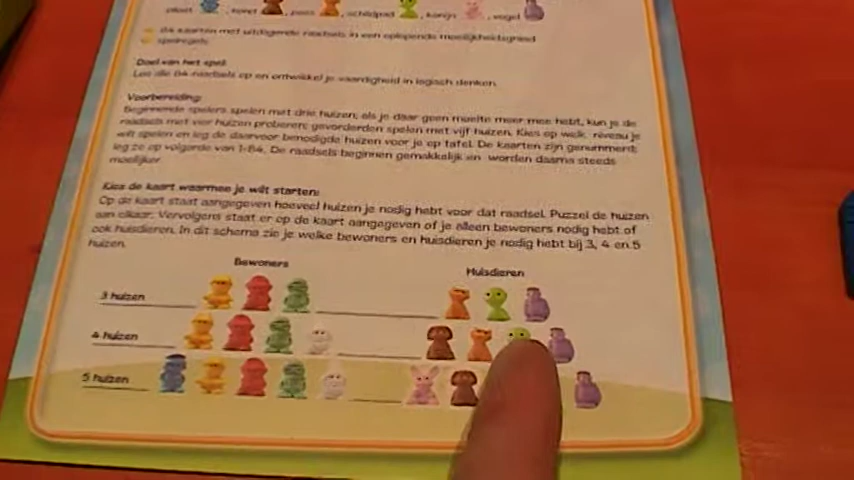 plaat , hond , poes , schildpad , konijn , vogel
64 kaarten met uitdagende raadsels in een oplopende moeilijkheidsgraad
spelregels
Doel van het spel:
Los alle 64 raadsels op en ontwikkel je vaardigheid in logisch denken.
Voorbereiding:
Beginnende spelers spelen met drie huizen; als je daar geen moeite meer mee hebt, kun je de
raadsels met vier huizen proberen; gevorderden spelen met vijf huizen. Kies op welk niveau je
wilt spelen en leg de daarvoor benodigde huizen voor je op tafel. De kaarten zijn genummerd;
leg ze op volgorde van 1-64. De raadsels beginnen gemakkelijk en worden daarna steeds
moeilijker.
Kies de kaart waarmee je wilt starten:
Op de kaart staat aangegeven hoeveel huizen je nodig hebt voor dat raadsel. Puzzel de huizen
aan elkaar. Vervolgens staat er op de kaart aangegeven of je alleen bewoners nodig hebt of
ook huisdieren. In dit schema zie je welke bewoners en huisdieren je nodig hebt bij 3, 4 en 5
huizen.
Bewoners Huisdieren
3 huizen
4 huizen
5 huizen